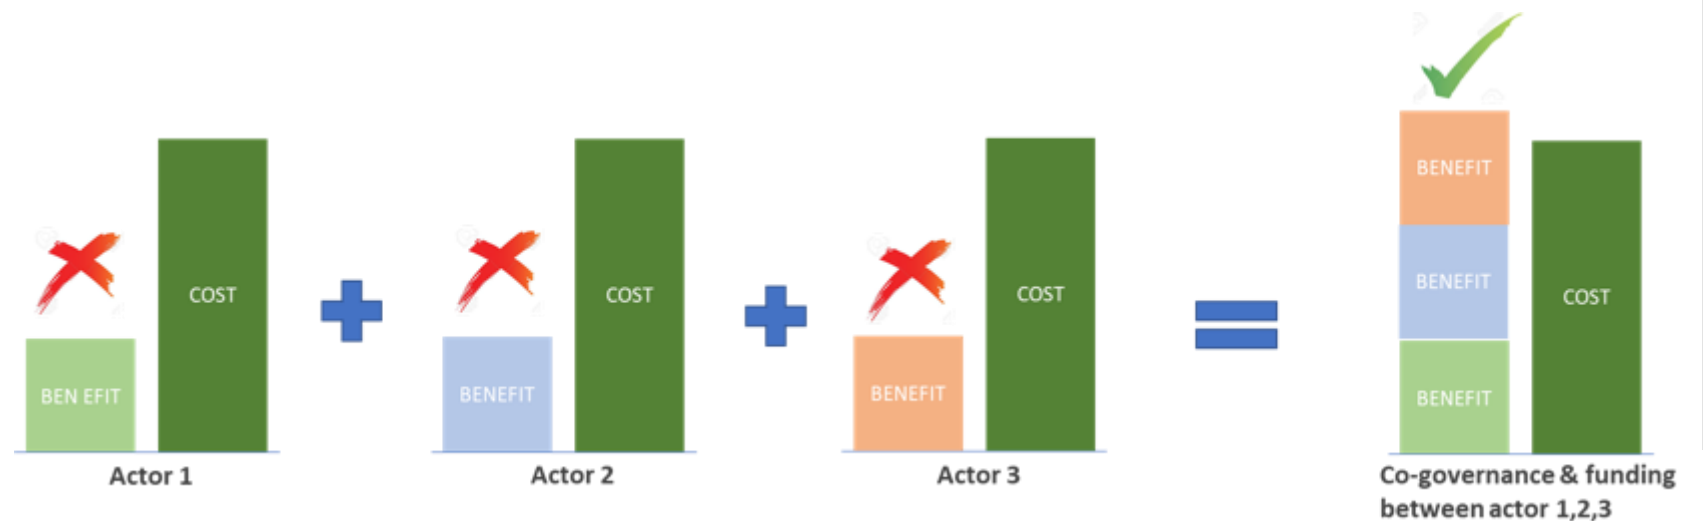 BENEFIT
BENEFIT
COST
COST
COST
COST
BENEFIT
BEN EFIT
BENEFIT
BENEFIT
BENEFIT
Actor 1
Actor 2
Actor 3
Co-governance & funding
between actor 1,2,3